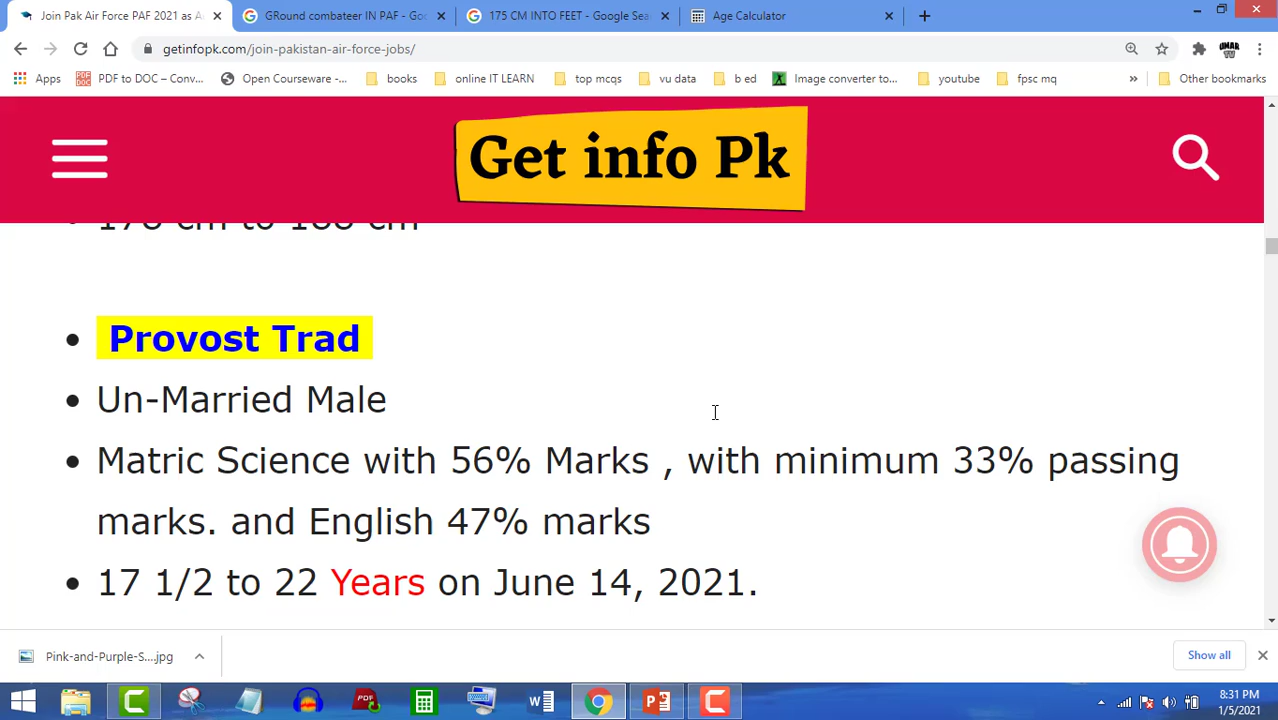 Join Pak Air Force PAF 2021 as A
GRound combateer IN PAF - Goo
175 CM INTO FEET - Google Sea
Age Calculator
getinfopk.com/join-pakistan-air-force-jobs/
Apps
PDF to DOC – Conv...
Open Courseware -...
books
online IT LEARN
top mcqs
vu data
b ed
Image converter to...
youtube
fpsc mq
»
Other bookmarks
Get info Pk
Provost Trad
Un-Married Male
Matric Science with 56% Marks , with minimum 33% passing
marks. and English 47% marks
17 1/2 to 22 Years on June 14, 2021.
Pink-and-Purple-S....jpg
Show all
8:31 PM
1/5/2021